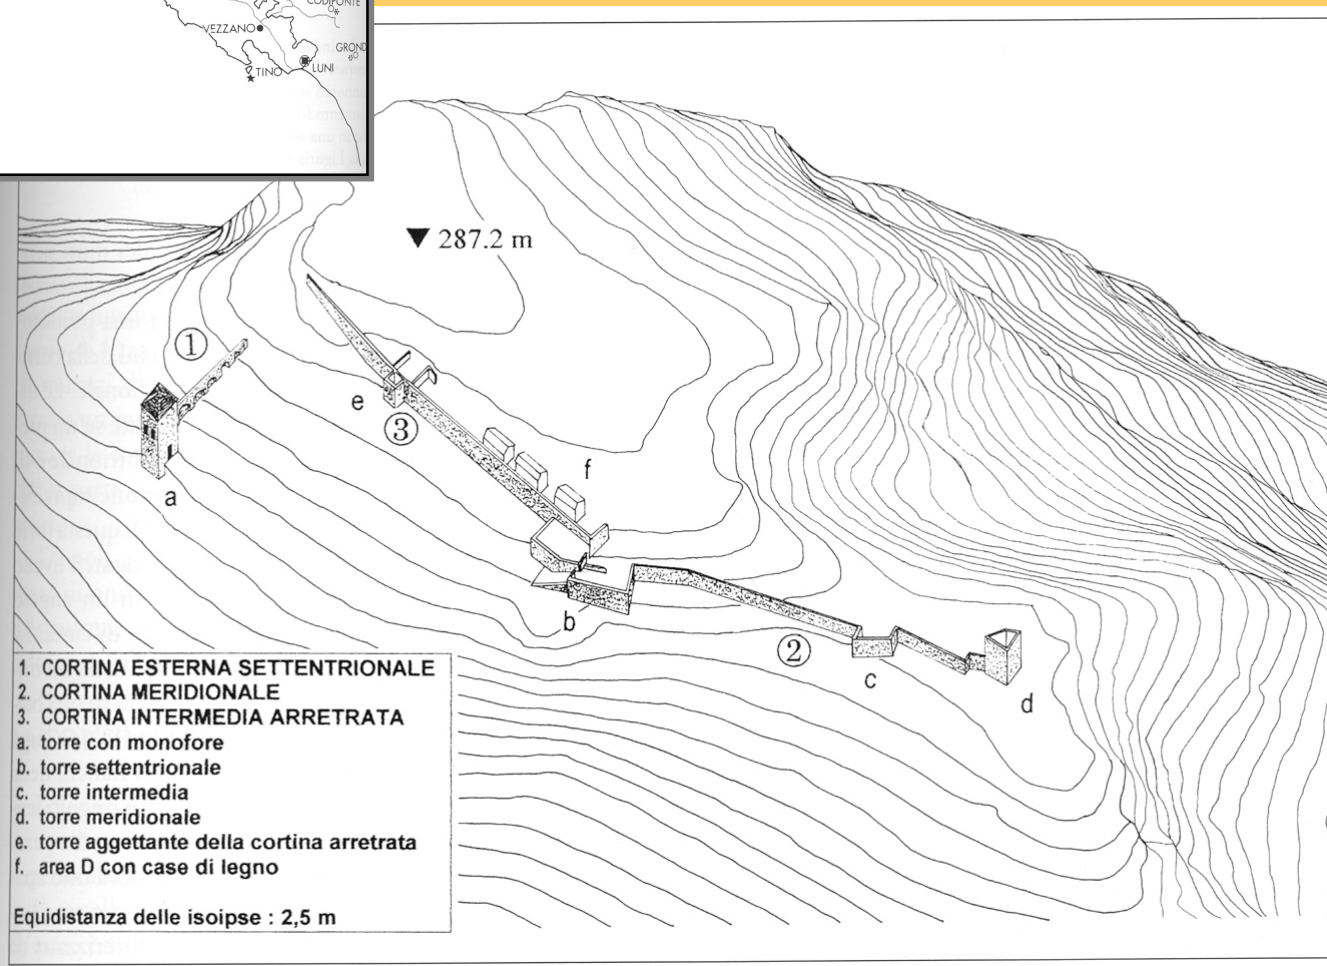 CODIPONTE
VEZZANO
GROND
TINO
LUNI
287.2 m
1
e
3
a
f
b
2
c
d
1. CORTINA ESTERNA SETTENTRIONALE
2. CORTINA MERIDIONALE
3. CORTINA INTERMEDIA ARRETRATA
a. torre con monofore
b. torre settentrionale
c. torre intermedia
d. torre meridionale
e. torre aggettante della cortina arretrata
f. area D con case di legno
Equidistanza delle isoipse : 2,5 m